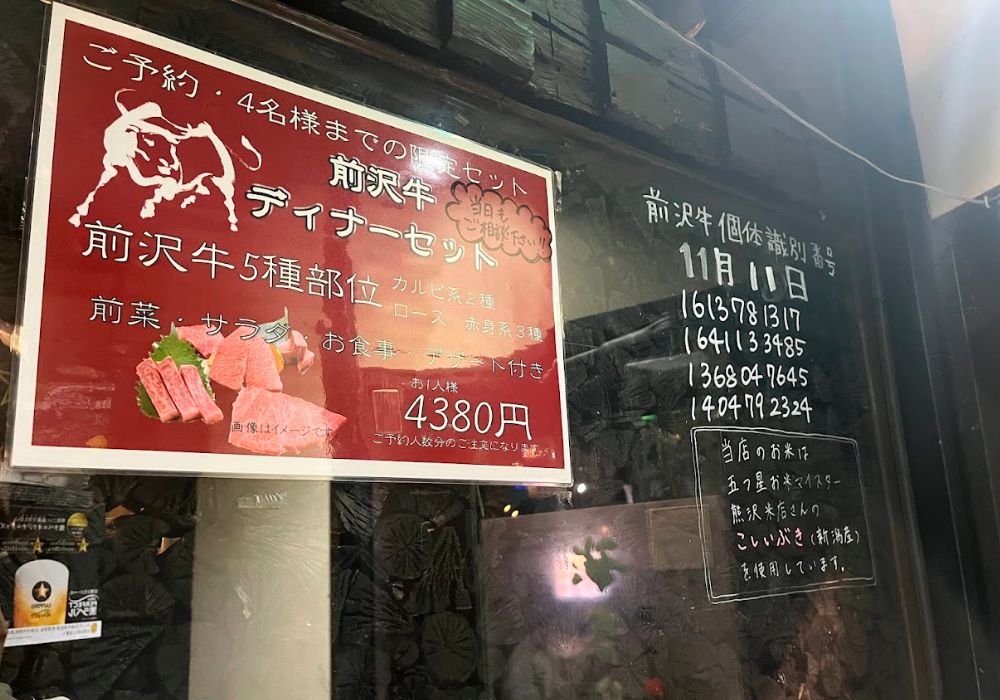 ご予約・4名様までの限定セット
前沢牛
ディナーセット
当日も
ご相談下さい!!
前沢牛5種部位
カルビ系2種
ロース・赤身系3種
前菜・サラダ・お食事・デザート付き
お1人様
4380円
画像はイメージです
ご予約人数分のご注文になります
前沢牛個体識別番号
11月11日
1613781317
1641133485
1368047645
1404792324
当店のお米は
五つ星お米マイスター
熊沢米店さんの
こしいぶき(新潟産)
を使用しています。